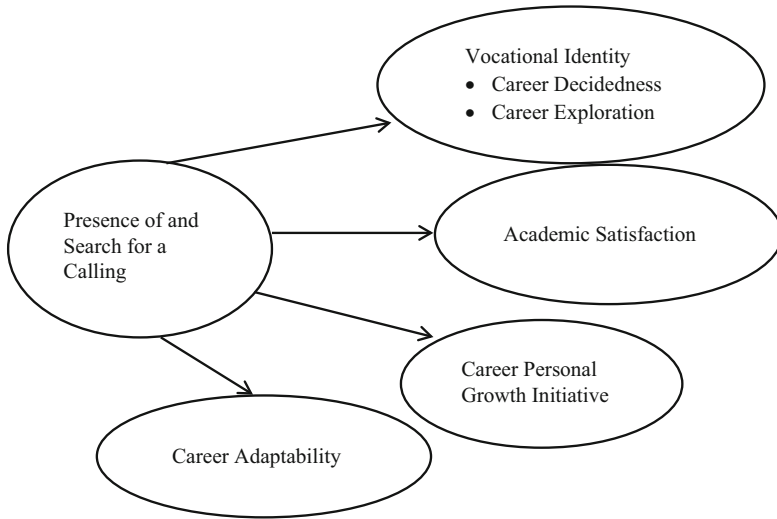 Vocational Identity
• Career Decidedness
• Career Exploration
Presence of and
Search for a
Calling
Academic Satisfaction
Career Personal
Growth Initiative
Career Adaptability